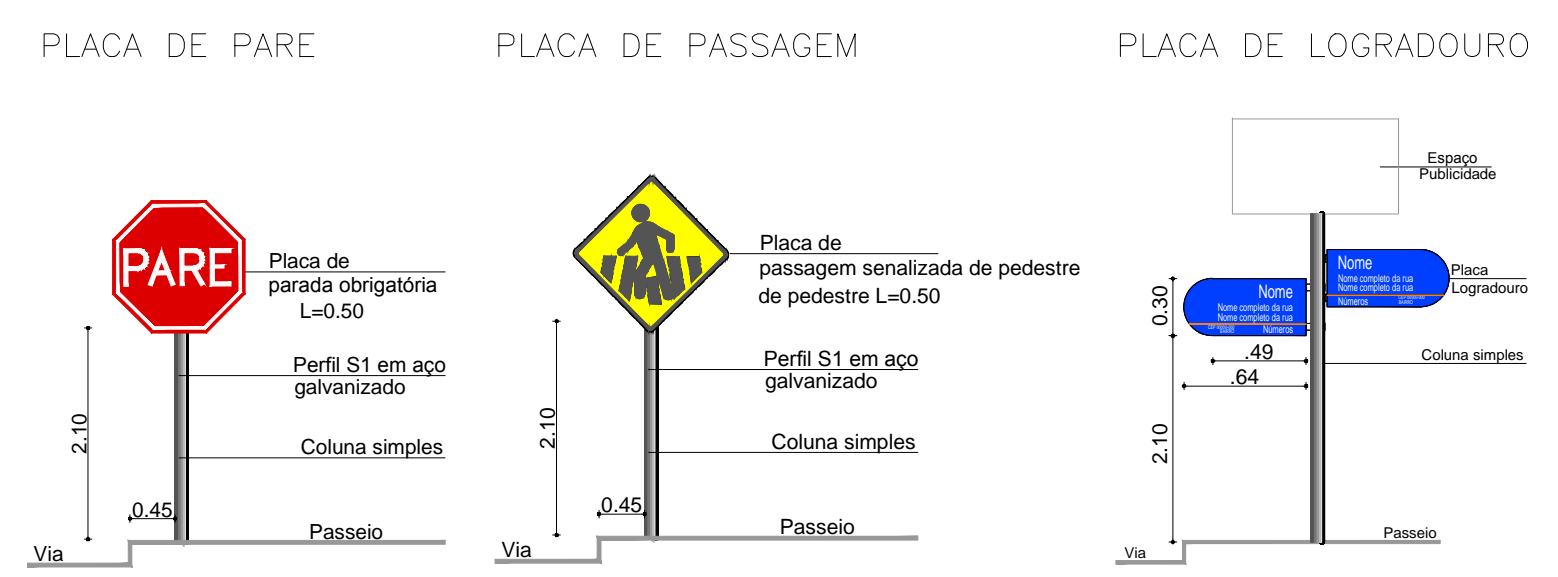 PLACA DE PARE
PARE
Placa de
parada obrigatória
L=0.50
Perfil S1 em aço
galvanizado
2.10
Coluna simples
0.45
Passeio
Via
PLACA DE PASSAGEM
Placa de
passagem senalizada de pedestre
de pedestre L=0.50
Perfil S1 em aço
galvanizado
2.10
Coluna simples
0.45
Passeio
Via
PLACA DE LOGRADOURO
Espaço
Publicidade
Nome
Nome completo da rua
Nome completo da rua
Números
BAIRRO
Placa
Logradouro
0.30
Nome
Nome completo da rua
Nome completo da rua
BAIRRO
Números
.49
.64
Coluna simples
2.10
Passeio
Via